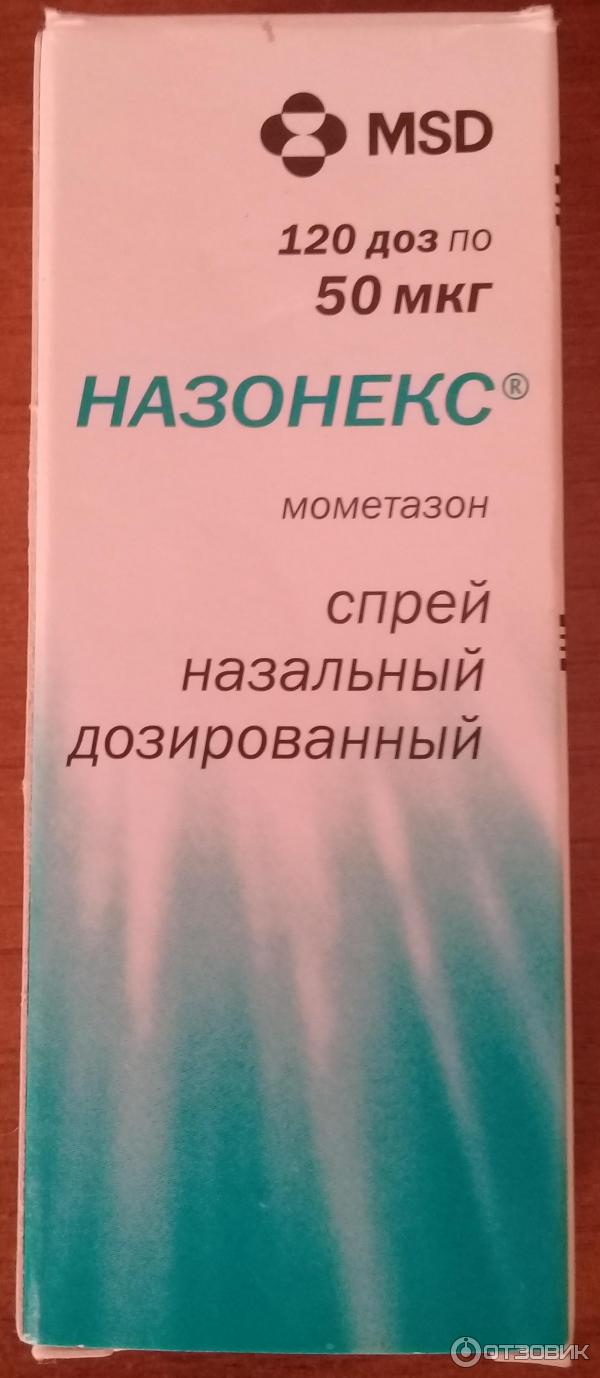 MSD
120 доз по
50 мкг
НАЗОНЕКС®
мометазон
спрей
назальный
дозированный
ОТЗОВИК